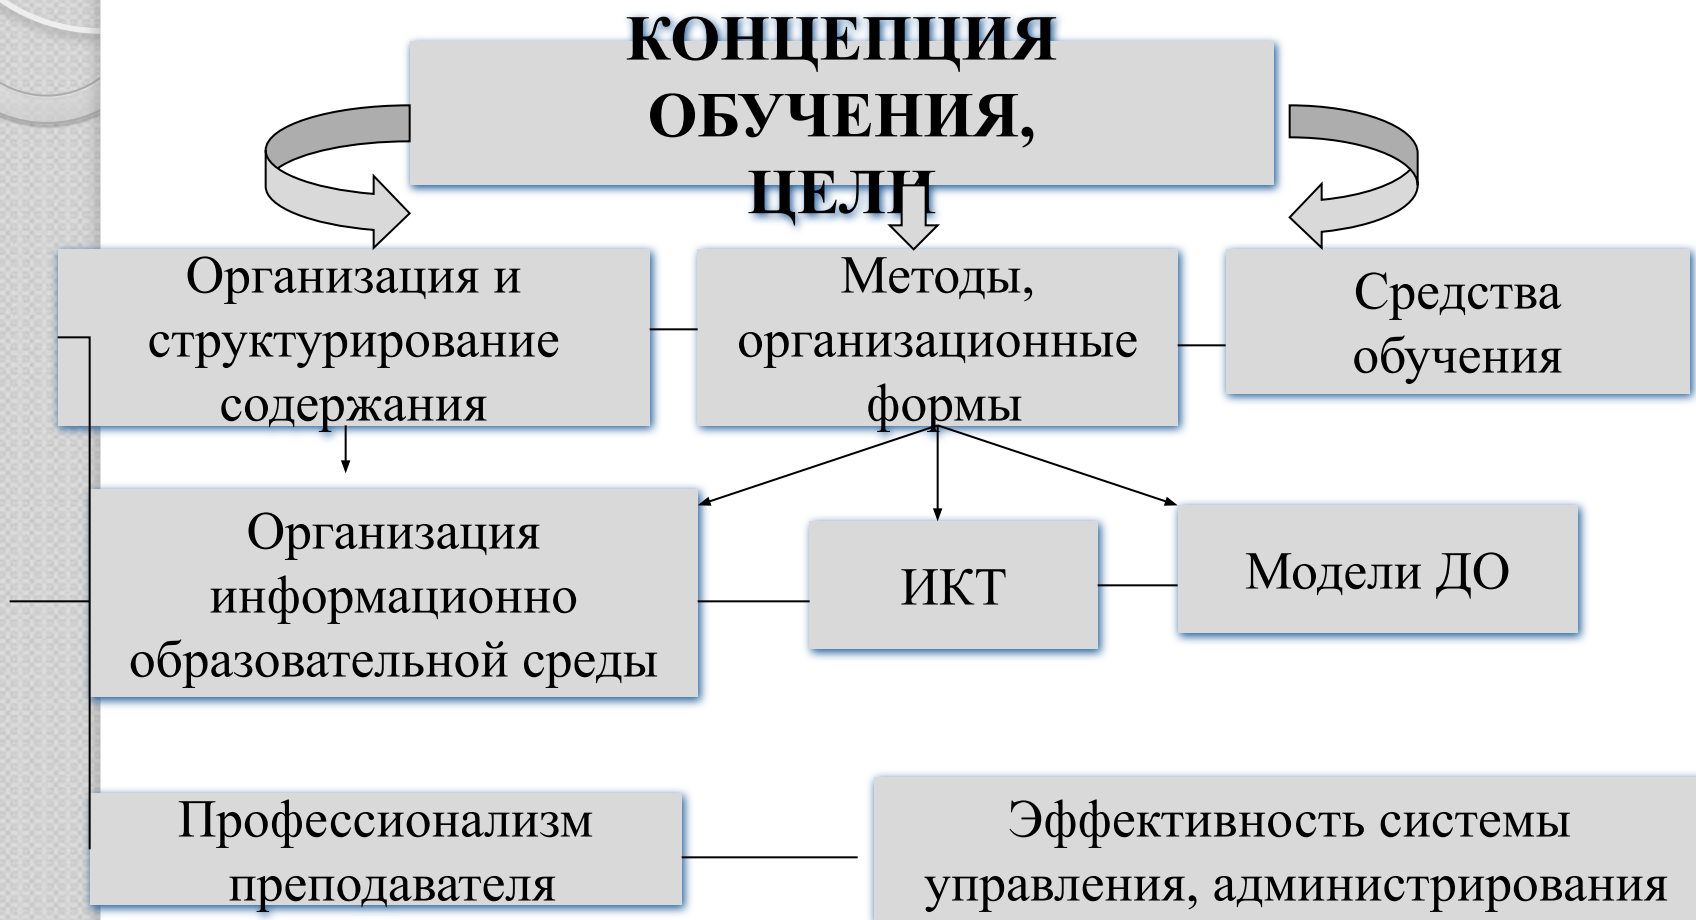 КОНЦЕПЦИЯ
ОБУЧЕНИЯ,
ЦЕЛИ
Организация и
структурирование
содержания
Методы,
организационные
формы
Средства
обучения
Организация
информационно
образовательной среды
ИКТ
Модели ДО
Профессионализм
преподавателя
Эффективность системы
управления, администрирования